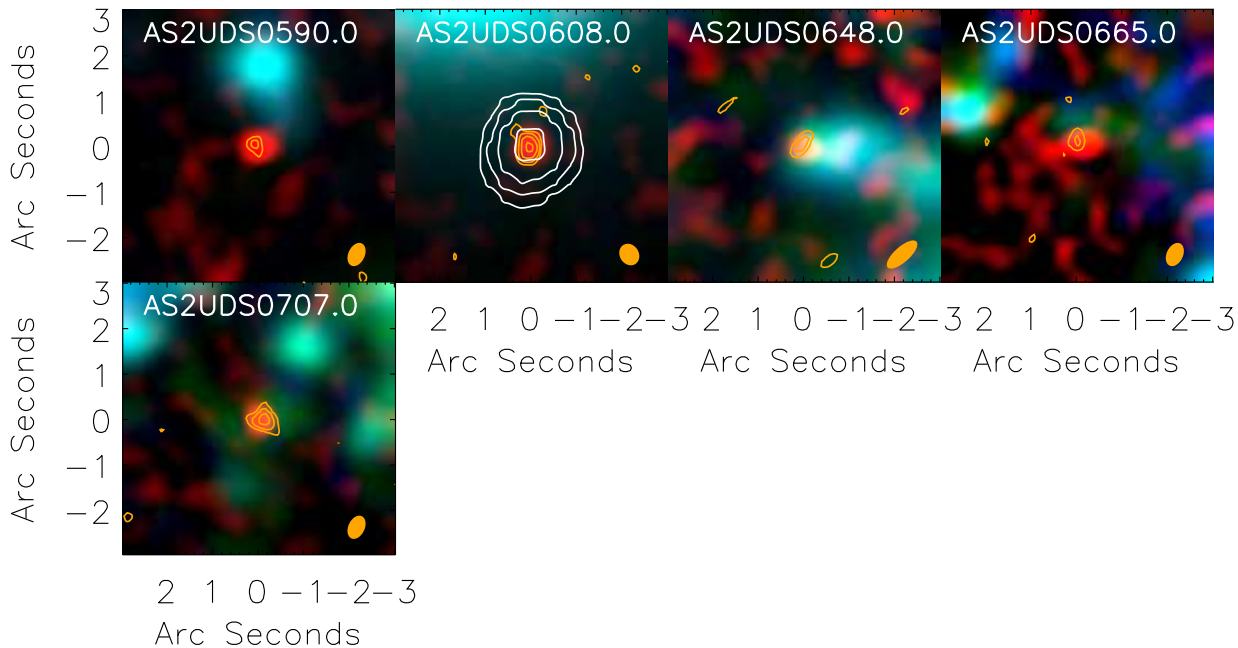 AS2UDS0590.0 AS2UDS0608.0 AS2UDS0648.0 AS2UDS0665.0
3
2
1
0
−1
−2
Arc Seconds
AS2UDS0707.0
3
2
1
0
−1
−2
Arc Seconds
2 1 0 −1−2−3 2 1 0 −1−2−3 2 1 0 −1−2−3
Arc Seconds Arc Seconds Arc Seconds
2 1 0 −1−2−3
Arc Seconds